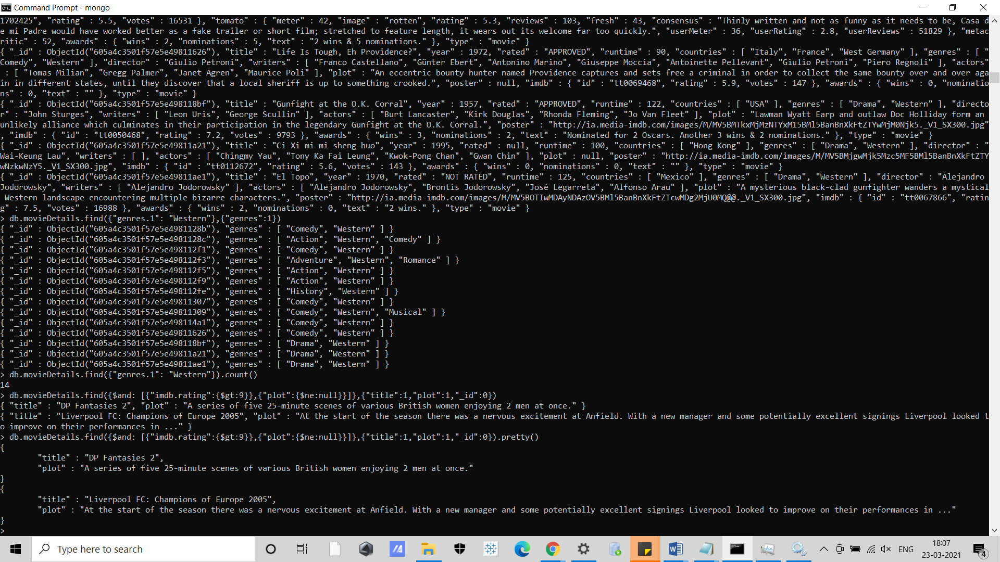 Command Prompt - mongo
1702425", "rating" : 5.5, "votes" : 16531 }, "tomato" : { "meter" : 42, "image" : "rotten", "rating" : 5.3, "reviews" : 103, "fresh" : 43, "consensus" : "Thinly written and not as funny as it needs to be, Casa d
e mi Padre would have worked better as a fake trailer or short film; stretched to feature length, it wears out its welcome far too quickly.", "userMeter" : 36, "userRating" : 2.8, "userReviews" : 51829 }, "metac
ritic" : 52, "awards" : { "wins" : 2, "nominations" : 5, "text" : "2 wins & 5 nominations." }, "type" : "movie" }
{ "_id" : ObjectId("605a4c3501f57e5e49811626"), "title" : "Life Is Tough, Eh Providence?", "year" : 1972, "rated" : "APPROVED", "runtime" : 90, "countries" : [ "Italy", "France", "West Germany" ], "genres" : [ "
Comedy", "Western" ], "director" : "Giulio Petroni", "writers" : [ "Franco Castellano", "Günter Ebert", "Antonino Marino", "Giuseppe Moccia", "Antoinette Pellevant", "Giulio Petroni", "Piero Regnoli" ], "actors"
: [ "Tomas Milian", "Gregg Palmer", "Janet Agren", "Maurice Poli" ], "plot" : "An eccentric bounty hunter named Providence captures and sets free a criminal in order to collect the same bounty over and over aga
in in different states, until they discover that a local sheriff is up to something crooked.", "poster" : null, "imdb" : { "id" : "tt0069468", "rating" : 5.9, "votes" : 147 }, "awards" : { "wins" : 0, "nominatio
ns" : 0, "text" : "" }, "type" : "movie" }
{ "_id" : ObjectId("605a4c3501f57e5e498118bf"), "title" : "Gunfight at the O.K. Corral", "year" : 1957, "rated" : "APPROVED", "runtime" : 122, "countries" : [ "USA" ], "genres" : [ "Drama", "Western" ], "directo
r" : "John Sturges", "writers" : [ "Leon Uris", "George Scullin" ], "actors" : [ "Burt Lancaster", "Kirk Douglas", "Rhonda Fleming", "Jo Van Fleet" ], "plot" : "Lawman Wyatt Earp and outlaw Doc Holliday form an
unlikely alliance which culminates in their participation in the legendary Gunfight at the O.K. Corral.", "poster" : "http://ia.media-imdb.com/images/M/MV5BMTkxMjMzNTYxM15BMl5BanBnXkFtZTYwMjM0Njk5._V1_SX300.jpg"
, "imdb" : { "id" : "tt0050468", "rating" : 7.2, "votes" : 9793 }, "awards" : { "wins" : 3, "nominations" : 2, "text" : "Nominated for 2 Oscars. Another 3 wins & 2 nominations." }, "type" : "movie" }
{ "_id" : ObjectId("605a4c3501f57e5e49811a21"), "title" : "Ci Xi mi mi sheng huo", "year" : 1995, "rated" : null, "runtime" : 100, "countries" : [ "Hong Kong" ], "genres" : [ "Drama", "Western" ], "director" : "
Wai-Keung Lau", "writers" : [ ], "actors" : [ "Chingmy Yau", "Tony Ka Fai Leung", "Kwok-Pong Chan", "Gwan Chin" ], "plot" : null, "poster" : "http://ia.media-imdb.com/images/M/MV5BMjgwMjk5Mzc5MF5BMl5BanBnXkFtZTY
wNzkwNzY5._V1_SX300.jpg", "imdb" : { "id" : "tt0112672", "rating" : 5.6, "votes" : 143 }, "awards" : { "wins" : 0, "nominations" : 0, "text" : "" }, "type" : "movie" }
{ "_id" : ObjectId("605a4c3501f57e5e49811ae1"), "title" : "El Topo", "year" : 1970, "rated" : "NOT RATED", "runtime" : 125, "countries" : [ "Mexico" ], "genres" : [ "Drama", "Western" ], "director" : "Alejandro
Jodorowsky", "writers" : [ "Alejandro Jodorowsky" ], "actors" : [ "Alejandro Jodorowsky", "Brontis Jodorowsky", "José Legarreta", "Alfonso Arau" ], "plot" : "A mysterious black-clad gunfighter wanders a mystical
Western landscape encountering multiple bizarre characters.", "poster" : "http://ia.media-imdb.com/images/M/MV5BOTIwMDAyNDAzOV5BMl5BanBnXkFtZTcwMDg2MjU0MQ@@._V1_SX300.jpg", "imdb" : { "id" : "tt0067866", "ratin
g" : 7.5, "votes" : 16988 }, "awards" : { "wins" : 2, "nominations" : 0, "text" : "2 wins." }, "type" : "movie" }
> db.movieDetails.find({"genres.1": "Western"},{"genres":1})
{ "_id" : ObjectId("605a4c3501f57e5e4981128b"), "genres" : [ "Comedy", "Western" ] }
{ "_id" : ObjectId("605a4c3501f57e5e4981128c"), "genres" : [ "Action", "Western", "Comedy" ] }
{ "_id" : ObjectId("605a4c3501f57e5e498112f1"), "genres" : [ "Comedy", "Western" ] }
{ "_id" : ObjectId("605a4c3501f57e5e498112f3"), "genres" : [ "Adventure", "Western", "Romance" ] }
{ "_id" : ObjectId("605a4c3501f57e5e498112f5"), "genres" : [ "Action", "Western" ] }
{ "_id" : ObjectId("605a4c3501f57e5e498112f9"), "genres" : [ "Action", "Western" ] }
{ "_id" : ObjectId("605a4c3501f57e5e498112fe"), "genres" : [ "History", "Western" ] }
{ "_id" : ObjectId("605a4c3501f57e5e49811307"), "genres" : [ "Comedy", "Western" ] }
{ "_id" : ObjectId("605a4c3501f57e5e49811309"), "genres" : [ "Comedy", "Western", "Musical" ] }
{ "_id" : ObjectId("605a4c3501f57e5e498114a1"), "genres" : [ "Comedy", "Western" ] }
{ "_id" : ObjectId("605a4c3501f57e5e49811626"), "genres" : [ "Comedy", "Western" ] }
{ "_id" : ObjectId("605a4c3501f57e5e498118bf"), "genres" : [ "Drama", "Western" ] }
{ "_id" : ObjectId("605a4c3501f57e5e49811a21"), "genres" : [ "Drama", "Western" ] }
{ "_id" : ObjectId("605a4c3501f57e5e49811ae1"), "genres" : [ "Drama", "Western" ] }
> db.movieDetails.find({"genres.1": "Western"}).count()
14
> db.movieDetails.find({$and: [{"imdb.rating":{$gt:9}},{"plot":{$ne:null}}]},{"title":1,"plot":1,"_id":0})
{ "title" : "DP Fantasies 2", "plot" : "A series of five 25-minute scenes of various British women enjoying 2 men at once." }
{ "title" : "Liverpool FC: Champions of Europe 2005", "plot" : "At the start of the season there was a nervous excitement at Anfield. With a new manager and some potentially excellent signings Liverpool looked t
o improve on their performances in ..." }
> db.movieDetails.find({$and: [{"imdb.rating":{$gt:9}},{"plot":{$ne:null}}]},{"title":1,"plot":1,"_id":0}).pretty()
{
"title" : "DP Fantasies 2",
"plot" : "A series of five 25-minute scenes of various British women enjoying 2 men at once."
}
{
"title" : "Liverpool FC: Champions of Europe 2005",
"plot" : "At the start of the season there was a nervous excitement at Anfield. With a new manager and some potentially excellent signings Liverpool looked to improve on their performances in ..."
}
>
Type here to search
ENG
18:07
23-03-2021
4